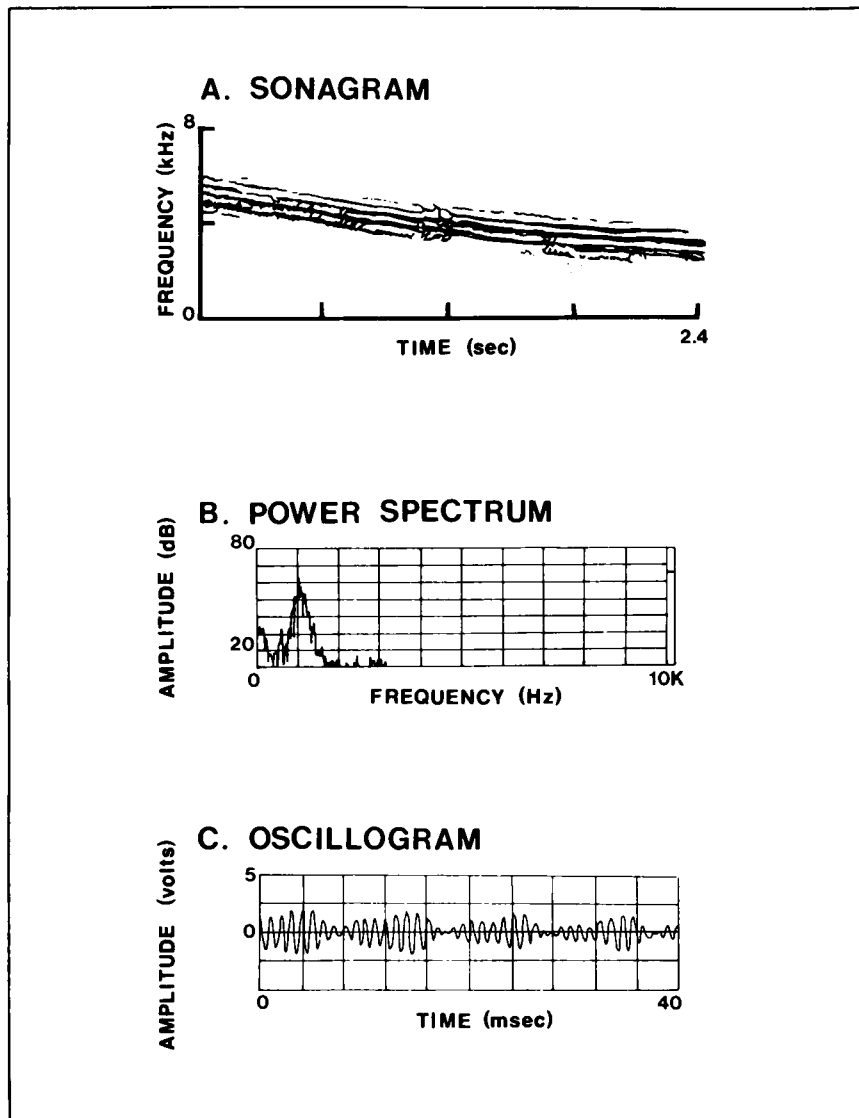 A. SONAGRAM
FREQUENCY (kHz)
8
0
TIME (sec)
2.4
B. POWER SPECTRUM
AMPLITUDE (dB)
80
20
0
FREQUENCY (Hz)
10K
C. OSCILLOGRAM
AMPLITUDE (volts)
5
0
0
TIME (msec)
40